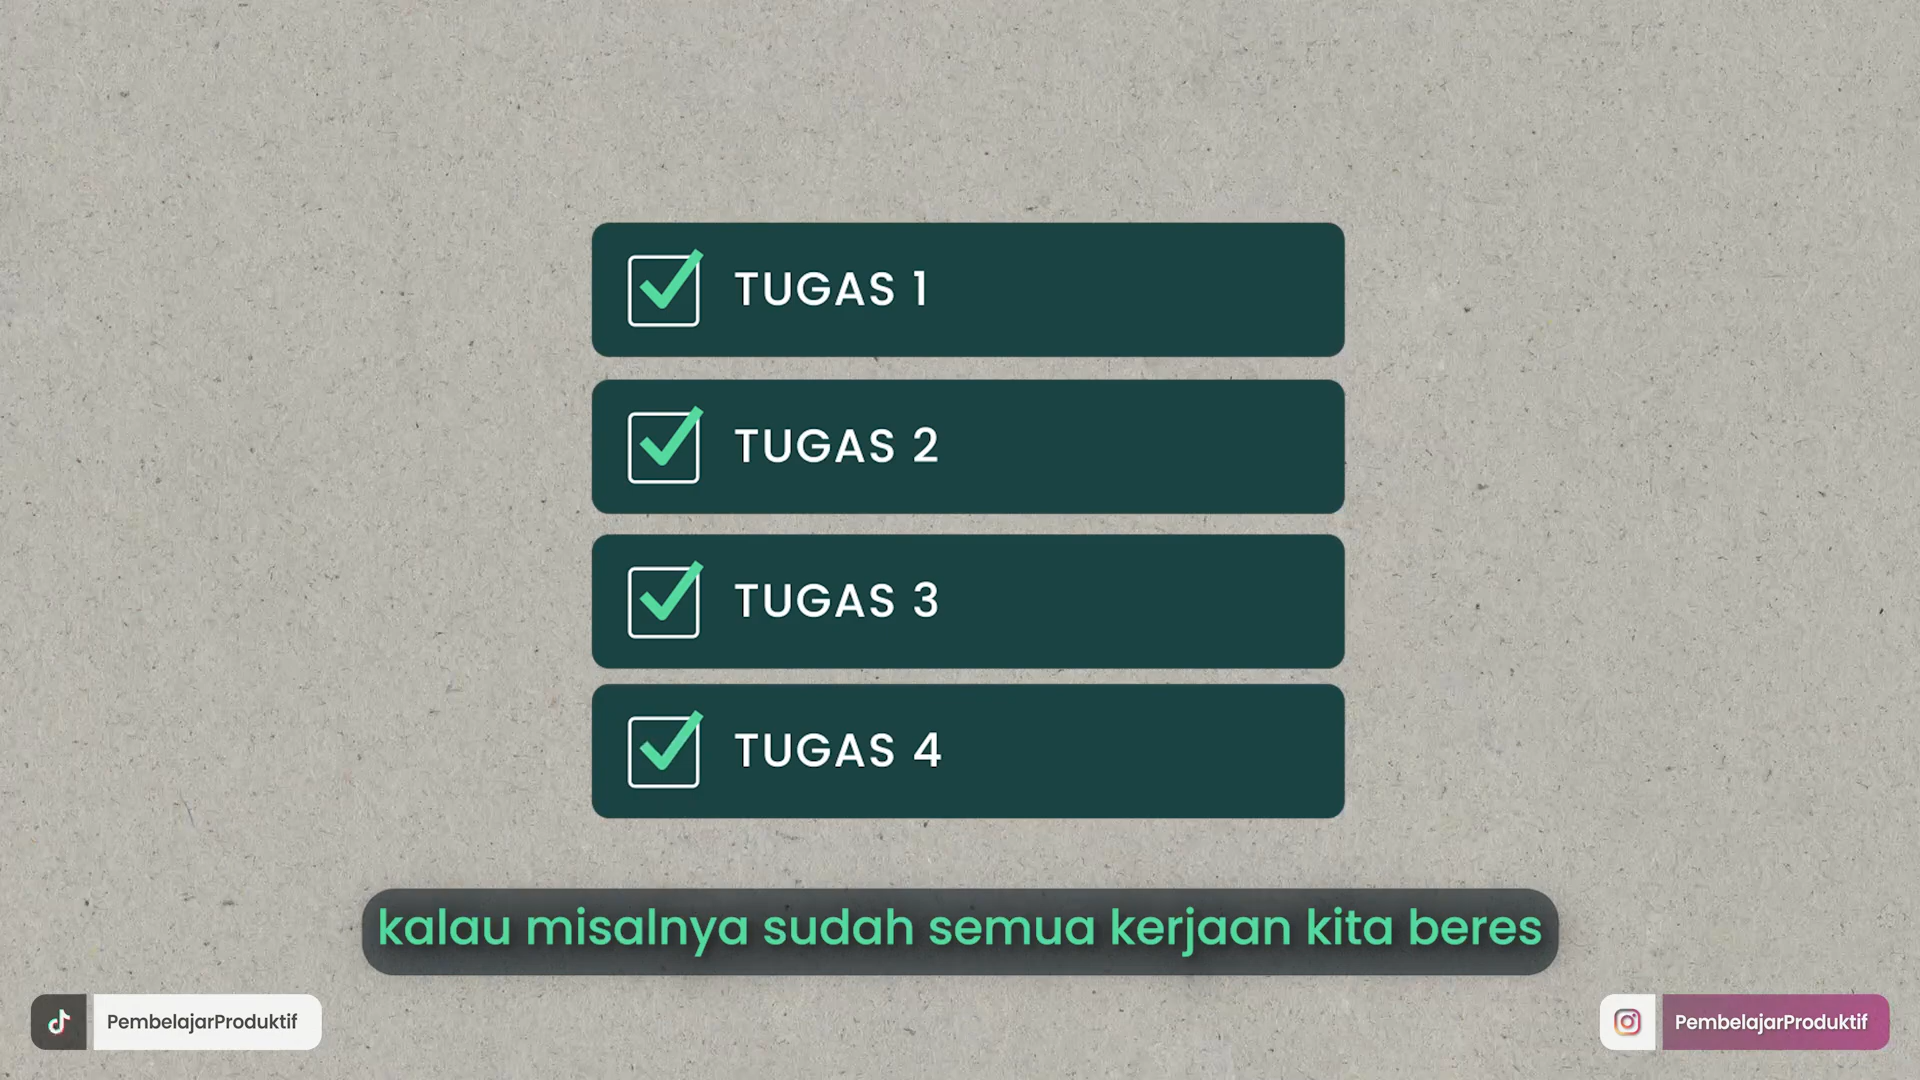 TUGAS 1
TUGAS 2
TUGAS 3
TUGAS 4
kalau misalnya sudah semua kerjaan kita beres
PembelajarProduktif
PembelajarProduktif